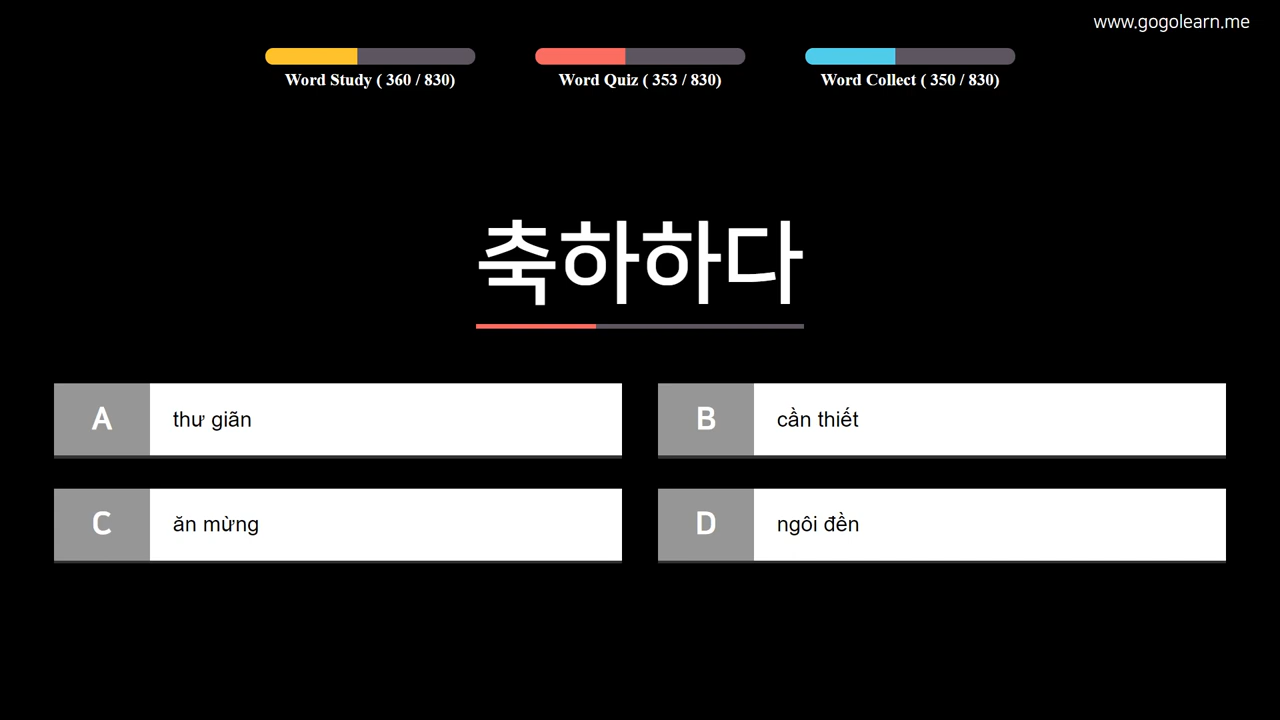 www.gogolearn.me
Word Study ( 360 / 830)
Word Quiz ( 353 / 830)
Word Collect ( 350 / 830)
축하하다
A thư giãn
B cần thiết
C ăn mừng
D ngôi đền